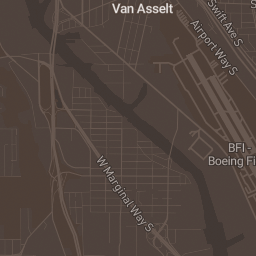 Van Asselt
Swift Ave S
S
Airport Way S
BFI -
Boeing Fi
W Marginal Way S